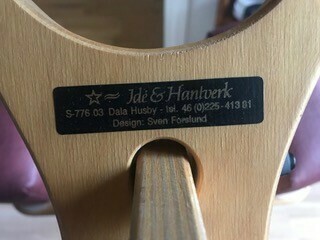 Idé & Hantverk
S-776 03 Dala Husby - tel. 46 (0)225-413 01
Design: Sven Forslund